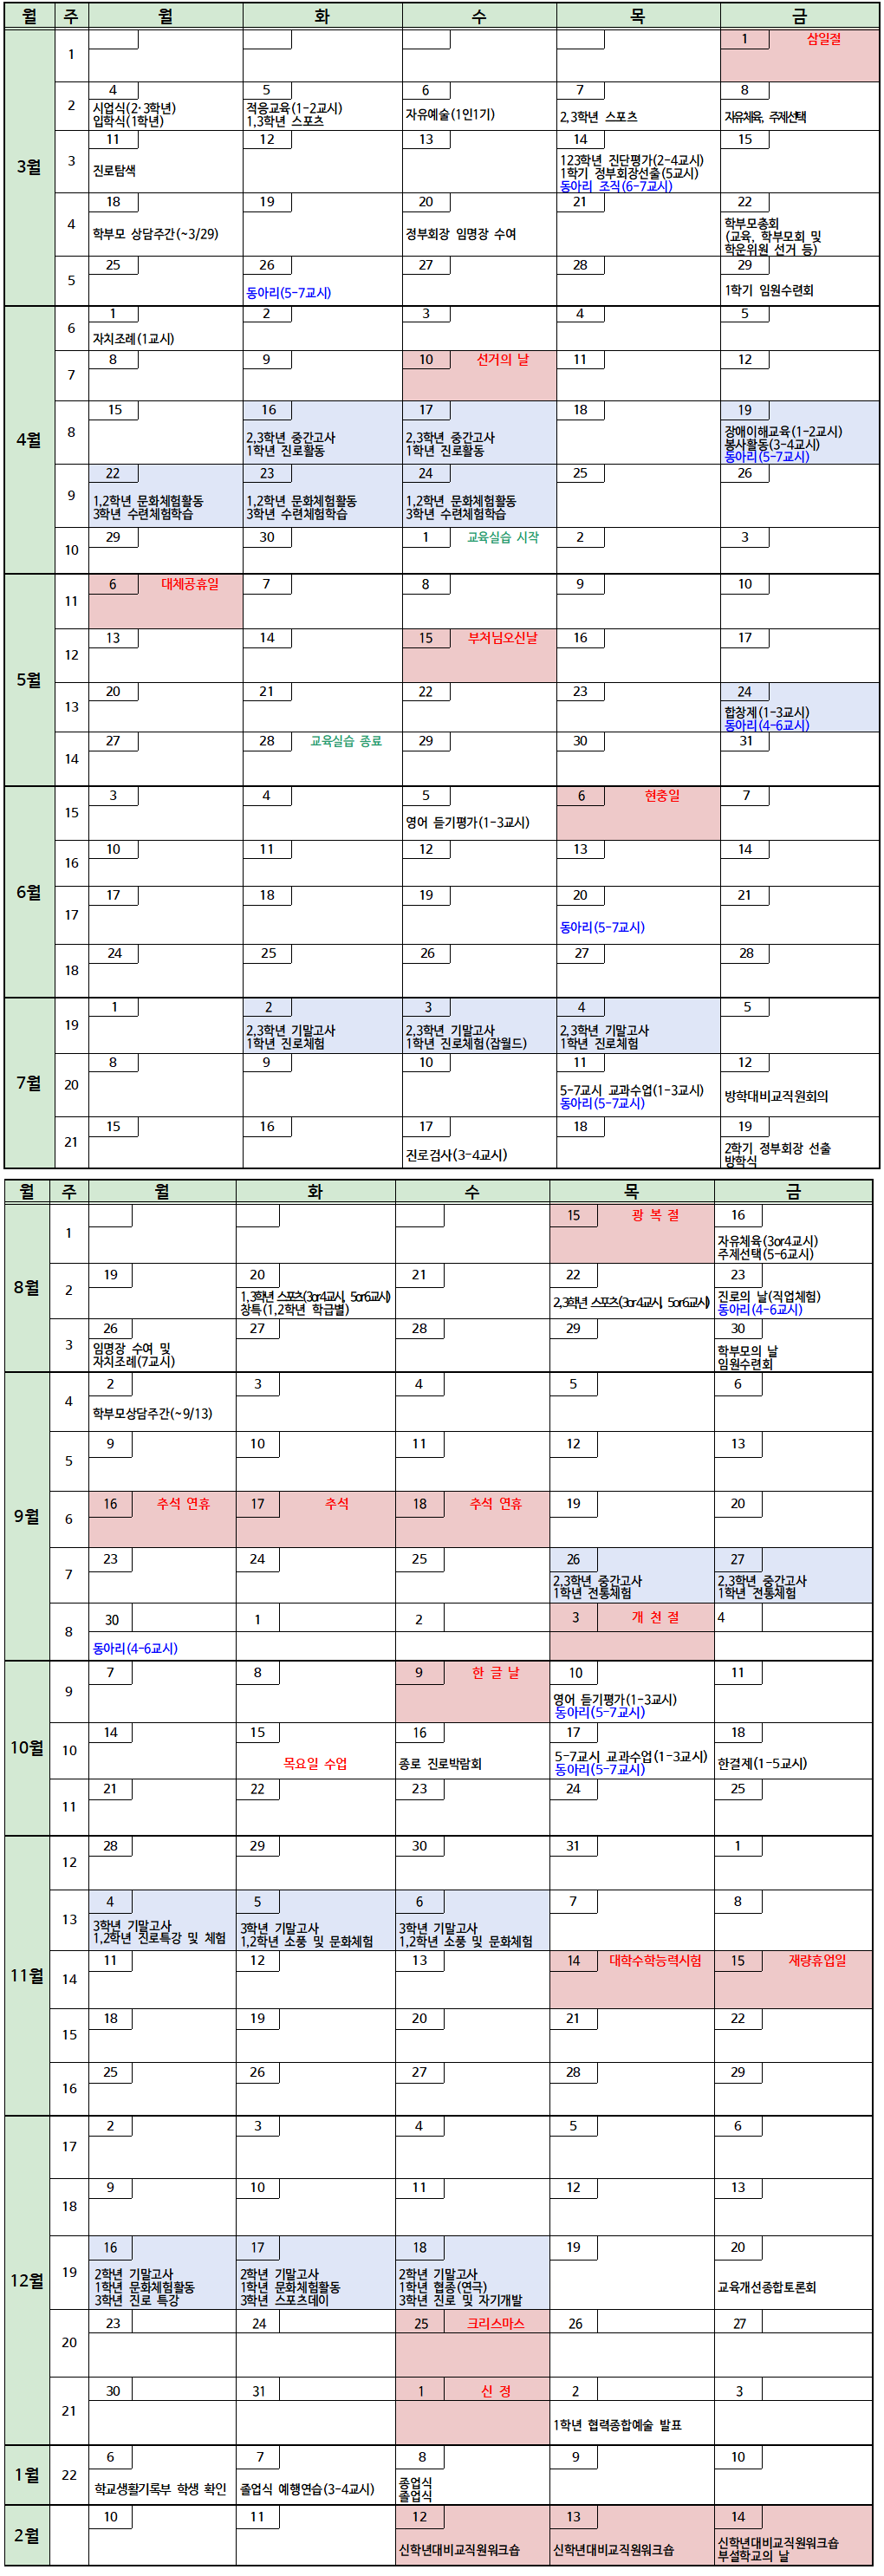 월 주 월 화 수 목 금
3월
1
1 삼일절
2
4 5 6 7 8
시업식(2·3학년)
입학식(1학년)
적응교육(1-2교시)
1,3학년 스포츠
자유예술(1인1기)
2,3학년 스포츠
자유체육, 주제선택
3
11 12 13 14 15
진로탐색
123학년 진단평가(2-4교시)
1학기 정부회장선출(5교시)
동아리 조직(6-7교시)
4
18 19 20 21 22
학부모 상담주간(~3/29)
정부회장 임명장 수여
학부모총회
(교육, 학부모회 및
학운위원 선거 등)
5
25 26 27 28 29
동아리(5-7교시)
1학기 임원수련회
4월
6
1 2 3 4 5
자치조례(1교시)
7
8 9 10 선거의 날 11 12
8
15 16 17 18 19
2,3학년 중간고사
1학년 진로활동
2,3학년 중간고사
1학년 진로활동
장애이해교육(1-2교시)
봉사활동(3-4교시)
동아리(5-7교시)
9
22 23 24 25 26
1,2학년 문화체험활동
3학년 수련체험학습
1,2학년 문화체험활동
3학년 수련체험학습
1,2학년 문화체험활동
3학년 수련체험학습
10
29 30 1 교육실습 시작 2 3
5월
11
6 대체공휴일 7 8 9 10
12
13 14 15 부처님오신날 16 17
13
20 21 22 23 24
합창제(1-3교시)
동아리(4-6교시)
14
27 28 교육실습 종료 29 30 31
6월
15
3 4 5 6 현충일 7
영어 듣기평가(1-3교시)
16
10 11 12 13 14
17
17 18 19 20 21
동아리(5-7교시)
18
24 25 26 27 28
7월
19
1 2 3 4 5
2,3학년 기말고사
1학년 진로체험
2,3학년 기말고사
1학년 진로체험(잡월드)
2,3학년 기말고사
1학년 진로체험
20
8 9 10 11 12
5-7교시 교과수업(1-3교시)
동아리(5-7교시)
방학대비교직원회의
21
15 16 17 18 19
진로검사(3-4교시)
2학기 정부회장 선출
방학식
월 주 월 화 수 목 금
8월
1
15 광 복 절 16
자유체육(3or4교시)
주제선택(5-6교시)
2
19 20 21 22 23
1,3학년 스포츠(3or4교시, 5or6교시)
창특(1,2학년 학급별)
2,3학년 스포츠(3or4교시, 5or6교시)
진로의 날(직업체험)
동아리(4-6교시)
3
26 27 28 29 30
임명장 수여 및
자치조례(7교시)
학부모의 날
임원수련회
9월
4
2 3 4 5 6
학부모상담주간(~9/13)
5
9 10 11 12 13
6
16 추석 연휴 17 추석 18 추석 연휴 19 20
7
23 24 25 26 27
2,3학년 중간고사
1학년 전통체험
2,3학년 중간고사
1학년 전통체험
8
30 1 2 3 개 천 절 4
동아리(4-6교시)
10월
9
7 8 9 한 글 날 10 11
영어 듣기평가(1-3교시)
동아리(5-7교시)
10
14 15 16 17 18
목요일 수업
종로 진로박람회
5-7교시 교과수업(1-3교시)
동아리(5-7교시)
한결제(1-5교시)
11
21 22 23 24 25
11월
12
28 29 30 31 1
13
4 5 6 7 8
3학년 기말고사
1,2학년 진로특강 및 체험
3학년 기말고사
1,2학년 소풍 및 문화체험
3학년 기말고사
1,2학년 소풍 및 문화체험
14
11 12 13 14 대학수학능력시험 15 재량휴업일
15
18 19 20 21 22
16
25 26 27 28 29
12월
17
2 3 4 5 6
18
9 10 11 12 13
19
16 17 18 19 20
2학년 기말고사
1학년 문화체험활동
3학년 진로 특강
2학년 기말고사
1학년 문화체험활동
3학년 스포츠데이
2학년 기말고사
1학년 협종(연극)
3학년 진로 및 자기개발
교육개선종합토론회
20
23 24 25 크리스마스 26 27
21
30 31 1 신 정 2 3
1학년 협력종합예술 발표
1월
22
6 7 8 9 10
학교생활기록부 학생 확인
졸업식 예행연습(3-4교시)
종업식
졸업식
2월
10 11 12 13 14
신학년대비교직원워크숍
신학년대비교직원워크숍
신학년대비교직원워크숍
부설학교의 날